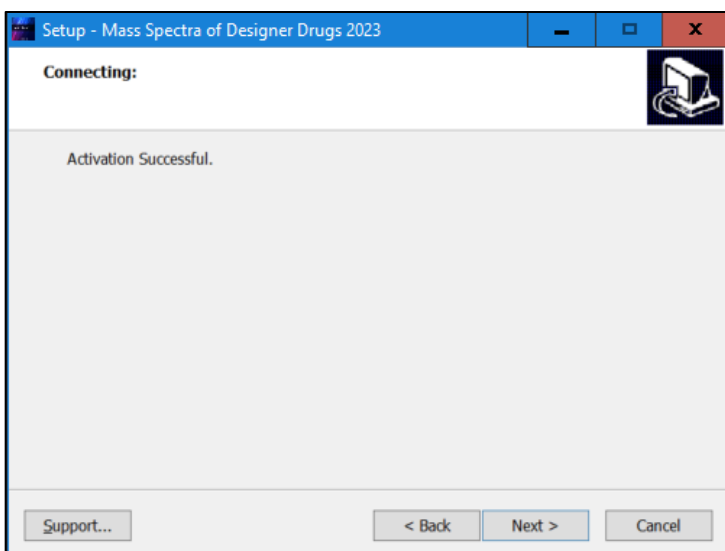 Setup - Mass Spectra of Designer Drugs 2023
Connecting:
Activation Successful.
Support...
< Back
Next >
Cancel